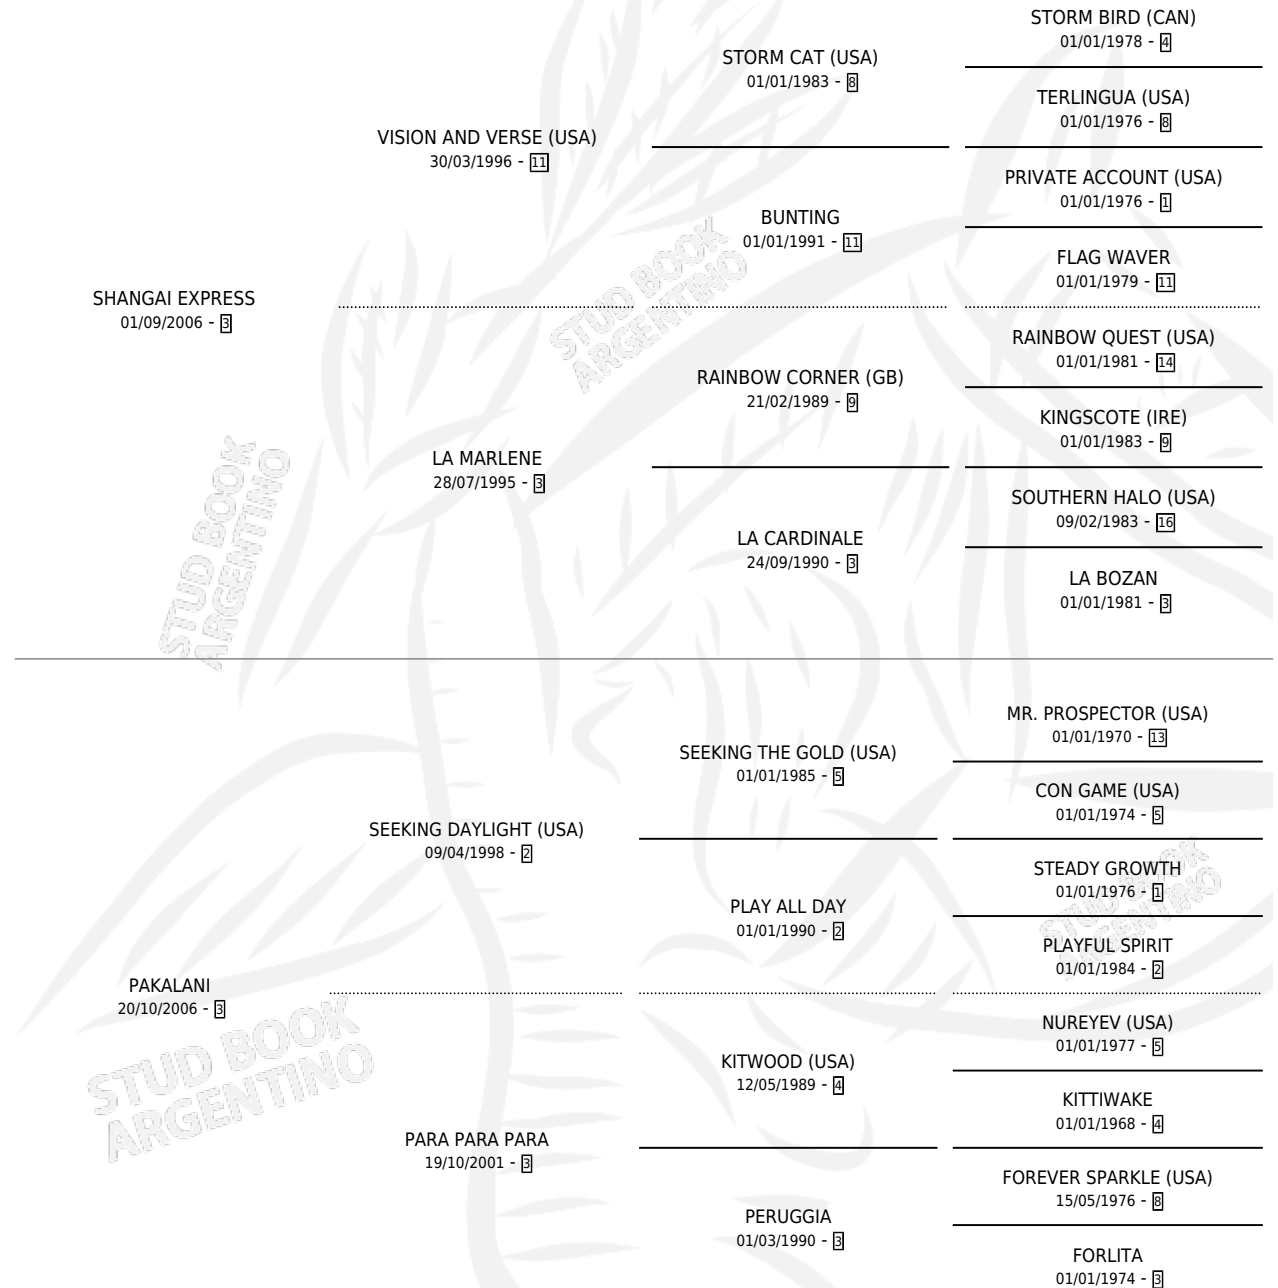 STORM BIRD (CAN)
01/01/1978 - 4
STORM CAT (USA)
01/01/1983 - 8
TERLINGUA (USA)
01/01/1976 - 8
VISION AND VERSE (USA)
30/03/1996 - 11
PRIVATE ACCOUNT (USA)
01/01/1976 - 1
BUNTING
01/01/1991 - 11
FLAG WAVER
01/01/1979 - 11
SHANGAI EXPRESS
01/09/2006 - 3
RAINBOW QUEST (USA)
01/01/1981 - 14
RAINBOW CORNER (GB)
21/02/1989 - 9
KINGSCOTE (IRE)
01/01/1983 - 9
LA MARLENE
28/07/1995 - 3
SOUTHERN HALO (USA)
09/02/1983 - 16
LA CARDINALE
24/09/1990 - 3
LA BOZAN
01/01/1981 - 3
STUD BOOK
ARGENTINO
STUD BOOK
ARGENTINO
MR. PROSPECTOR (USA)
01/01/1970 - 13
SEEKING THE GOLD (USA)
01/01/1985 - 5
CON GAME (USA)
01/01/1974 - 5
SEEKING DAYLIGHT (USA)
09/04/1998 - 2
STEADY GROWTH
01/01/1976 - 1
PLAY ALL DAY
01/01/1990 - 2
PLAYFUL SPIRIT
01/01/1984 - 2
PAKALANI
20/10/2006 - 3
NUREYEV (USA)
01/01/1977 - 5
KITWOOD (USA)
12/05/1989 - 4
KITTIWAKE
01/01/1968 - 4
PARA PARA PARA
19/10/2001 - 3
FOREVER SPARKLE (USA)
15/05/1976 - 8
PERUGGIA
01/03/1990 - 3
FORLITA
01/01/1974 - 3
STUD BOOK
ARGENTINO
STUD BOOK
ARGENTINO